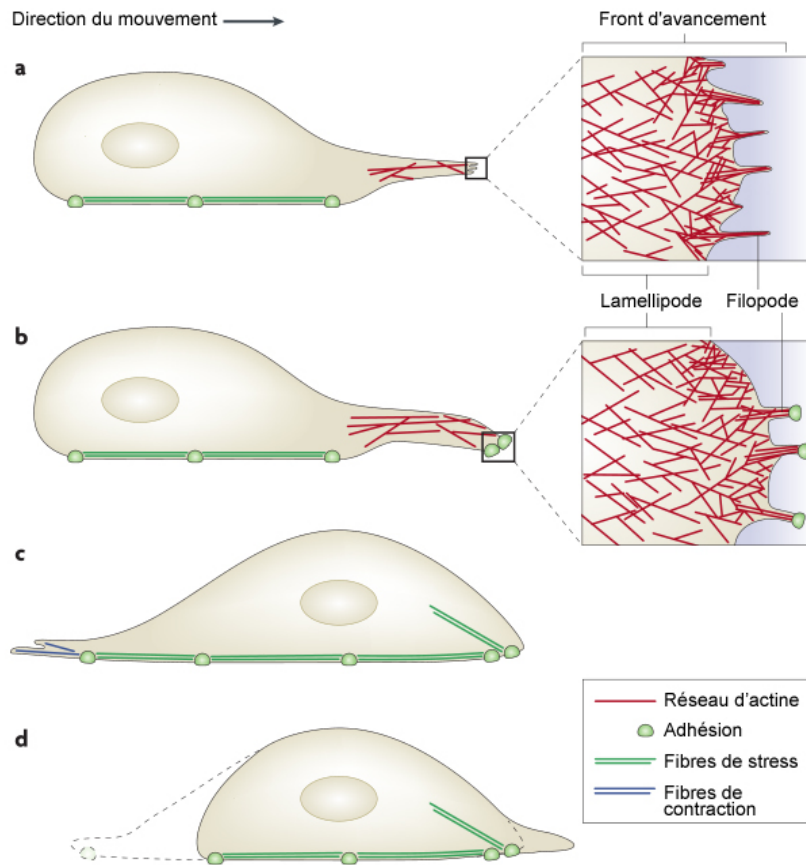 Direction du mouvement
Front d'avancement
a
Lamellipode
Filopode
b
c
d
Réseau d'actine
Adhésion
Fibres de stress
Fibres de
contraction